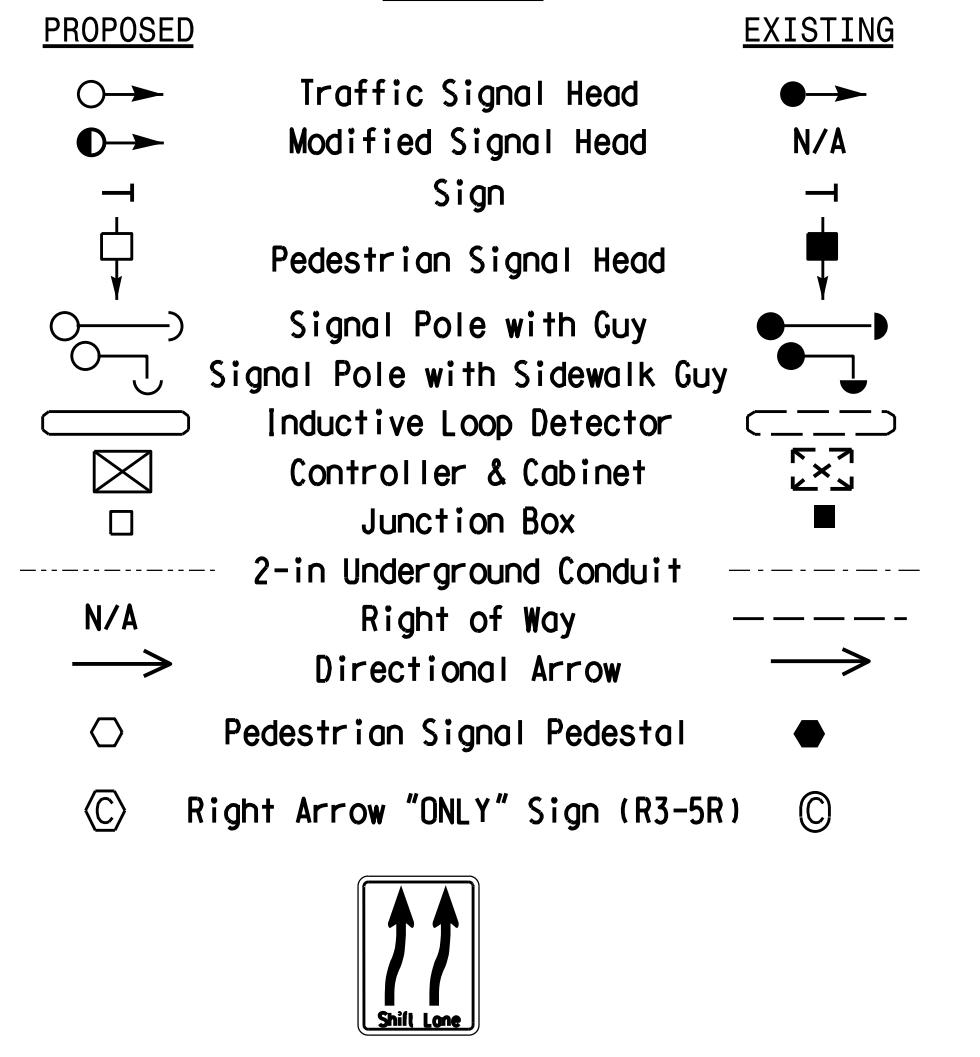 PROPOSED EXISTING
Traffic Signal Head
Modified Signal Head N/A
Sign
Pedestrian Signal Head
Signal Pole with Guy
Signal Pole with Sidewalk Guy
Inductive Loop Detector
Controller & Cabinet
Junction Box
2-in Underground Conduit
N/A Right of Way
Directional Arrow
Pedestrian Signal Pedestal
C Right Arrow "ONLY" Sign (R3-5R) C
Shift Lane